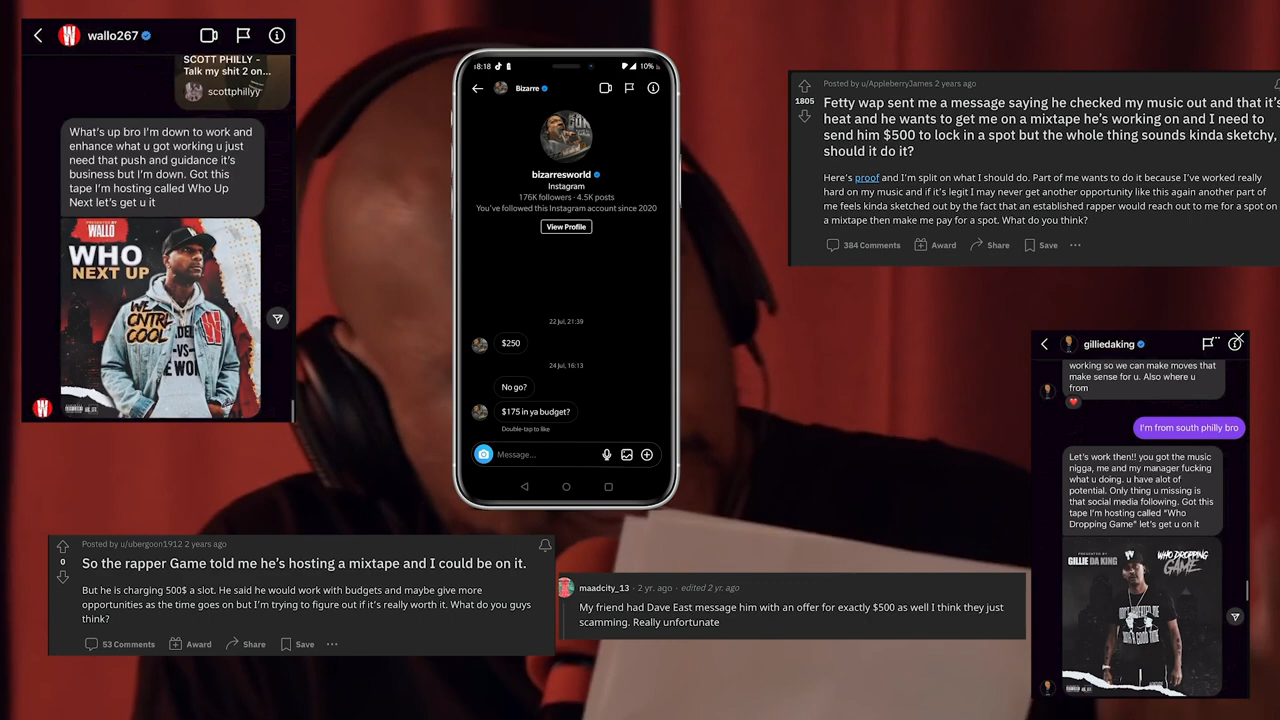 wallo267
SCOTT PHILLY -
Talk my shit 2 on...
scottphillyy
What's up bro I'm down to work and
enhance what u got working u just
need that push and guidance it's
business but I'm down. Got this
tape I'm hosting called Who Up
Next let's get u it
PRESENTED BY
WALLO
WHO
NEXT UP
WE
CNTRL
COOL
-VS-
18:18
10%
Bizarre
bizarresworld
Instagram
176K followers · 4.5K posts
You've followed this Instagram account since 2020
View Profile
22 Jul, 21:39
$250
24 Jul, 16:13
No go?
$175 in ya budget?
Double-tap to like
Message...
Posted by u/AppleberryJames 2 years ago
1805
Fetty wap sent me a message saying he checked my music out and that it's
heat and he wants to get me on a mixtape he's working on and I need to
send him $500 to lock in a spot but the whole thing sounds kinda sketchy,
should it do it?
Here's proof and I'm split on what I should do. Part of me wants to do it because I've worked really
hard on my music and if it's legit I may never get another opportunity like this again another part of
me feels kinda sketched out by the fact that an established rapper would reach out to me for a spot on
a mixtape then make me pay for a spot. What do you think?
384 Comments Award Share Save
gilliedaking
working so we can make moves that
make sense for u. Also where u
from
I'm from south philly bro
Let's work then!! you got the music
nigga, me and my manager fucking
what u doing. u have alot of
potential. Only thing u missing is
that social media following. Got this
tape I'm hosting called "Who
Dropping Game" let's get u on it
PRESENTED BY
GILLIE DA KING
WHO DROPPING
GAME
Posted by u/ubergoon1912 2 years ago
0
So the rapper Game told me he's hosting a mixtape and I could be on it.
But he is charging 500$ a slot. He said he would work with budgets and maybe give more
opportunities as the time goes on but I'm trying to figure out if it's really worth it. What do you guys
think?
53 Comments Award Share Save
maadcity_13 · 2 yr. ago · edited 2 yr. ago
My friend had Dave East message him with an offer for exactly $500 as well I think they just
scamming. Really unfortunate